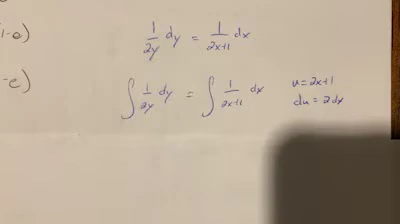 1-e)
1/2y dy = 1/2x+1 dx
-e)
∫ 1/2y dy = ∫ 1/2x+1 dx u = 2x+1
du = 2dx